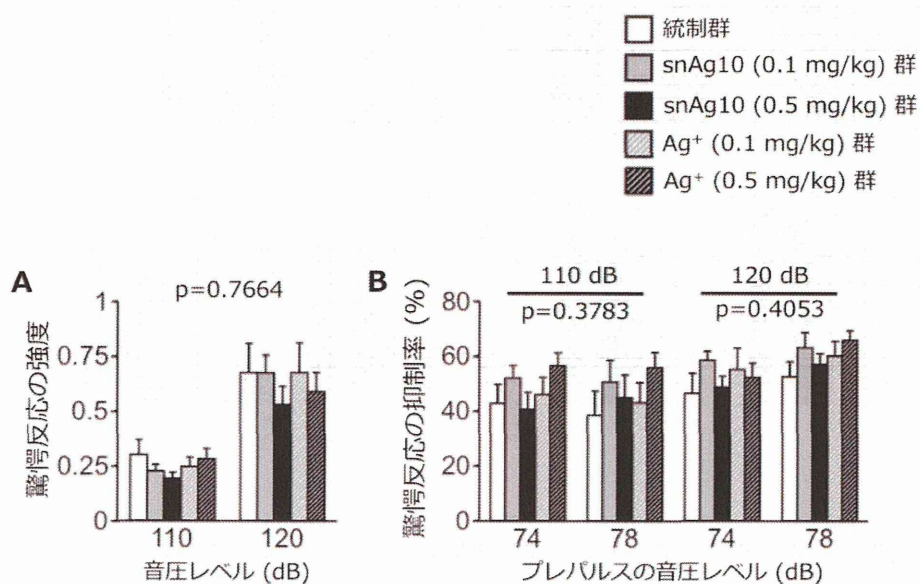 統制群
snAg10 (0.1 mg/kg) 群
snAg10 (0.5 mg/kg) 群
Ag⁺ (0.1 mg/kg) 群
Ag⁺ (0.5 mg/kg) 群
A
p=0.7664
驚愕反応の強度
1
0.75
0.5
0.25
0
110 120
音圧レベル (dB)
B
110 dB 120 dB
p=0.3783 p=0.4053
驚愕反応の抑制率 (%)
80
60
40
20
0
74 78 74 78
プレパルスの音圧レベル (dB)